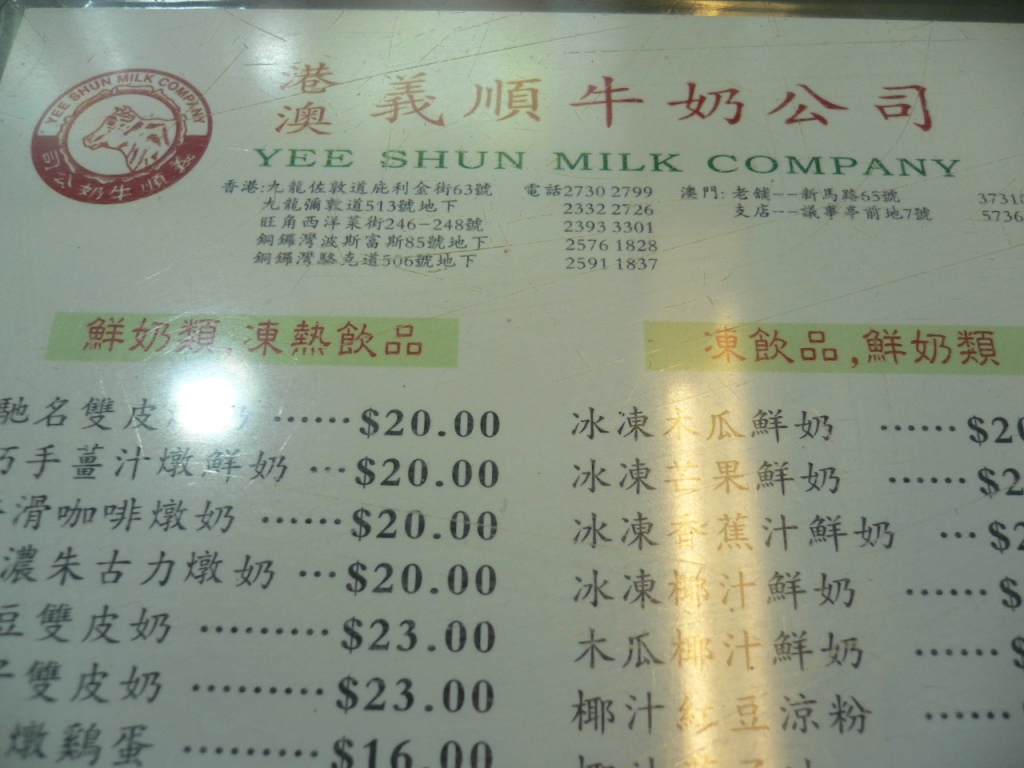 YEE SHUN MILK COMPANY
義順牛奶公司
港澳 義順牛奶公司
YEE SHUN MILK COMPANY
香港:九龍佐敦道庇利金街63號 電話2730 2799 澳門:老舖---新馬路65號
九龍彌敦道513號地下 2332 2726 支店---議事亭前地7號
旺角西洋菜街246-248號 2393 3301
銅鑼灣波斯富街85號地下 2576 1828
銅鑼灣駱克道506號地下 2591 1837
鮮奶類,凍熱飲品
凍飲品,鮮奶類
馳名雙皮 奶 ······$20.00
手薑汁燉鮮奶 ···$20.00
滑咖啡燉奶 ······$20.00
濃朱古力燉奶 ···$20.00
豆雙皮奶 ·········$23.00
雙皮奶 ·········$23.00
燉鷄蛋 ·········$16.00
冰凍木瓜鮮奶 ······
冰凍芒果鮮奶 ······
冰凍香蕉汁鮮奶 ···
冰凍椰汁鮮奶 ······
木瓜椰汁鮮奶 ······
椰汁紅豆涼粉 ······